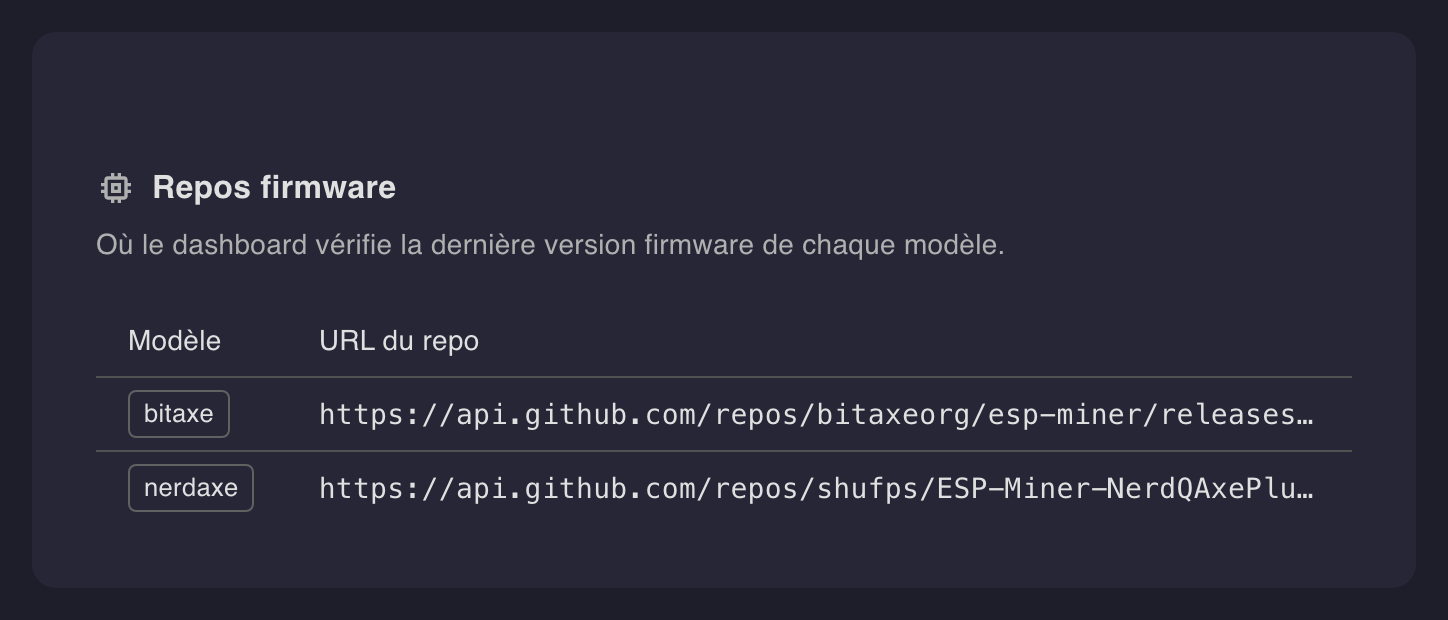 Repos firmware
Où le dashboard vérifie la dernière version firmware de chaque modèle.
Modèle URL du repo
bitaxe https://api.github.com/repos/bitaxeorg/esp-miner/releases…
nerdaxe https://api.github.com/repos/shufps/ESP-Miner-NerdQAxePlu…